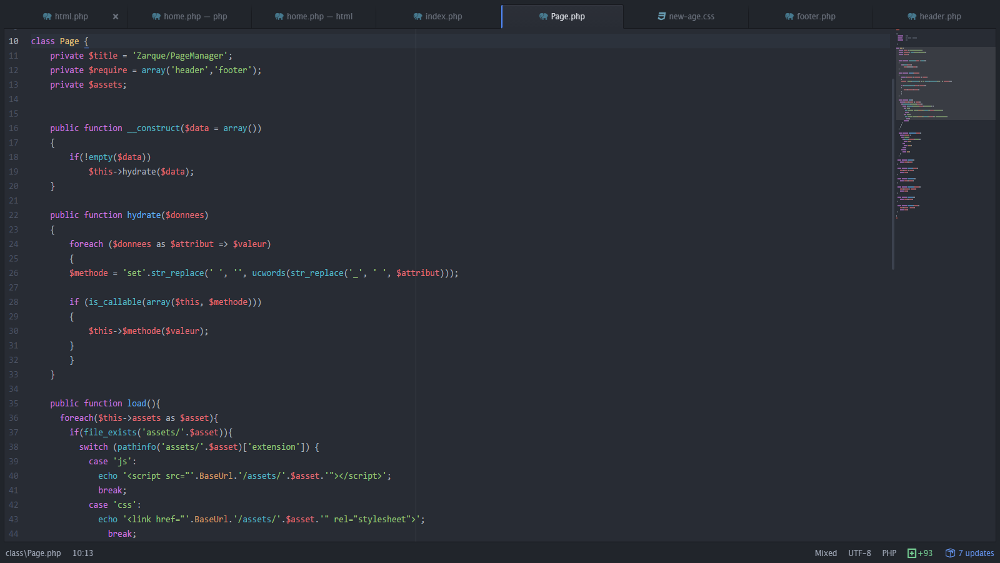 html.php
home.php — php
home.php — html
index.php
Page.php
new-age.css
footer.php
header.php
10 class Page {
11 private $title = 'Zarque/PageManager';
12 private $require = array('header','footer');
13 private $assets;
14
15
16 public function __construct($data = array())
17 {
18 if(!empty($data))
19 $this->hydrate($data);
20 }
21
22 public function hydrate($donnees)
23 {
24 foreach ($donnees as $attribut => $valeur)
25 {
26 $methode = 'set'.str_replace(' ', '', ucwords(str_replace('_', ' ', $attribut)));
27
28 if (is_callable(array($this, $methode)))
29 {
30 $this->$methode($valeur);
31 }
32 }
33 }
34
35 public function load(){
36 foreach($this->assets as $asset){
37 if(file_exists('assets/'.$asset)){
38 switch (pathinfo('assets/'.$asset)['extension']) {
39 case 'js':
40 echo '<script src="'.BaseUrl.'/assets/'.$asset.'"></script>';
41 break;
42 case 'css':
43 echo '<link href="'.BaseUrl.'/assets/'.$asset.'" rel="stylesheet">';
44 break;
class\Page.php 10:13 Mixed UTF-8 PHP +93 7 updates